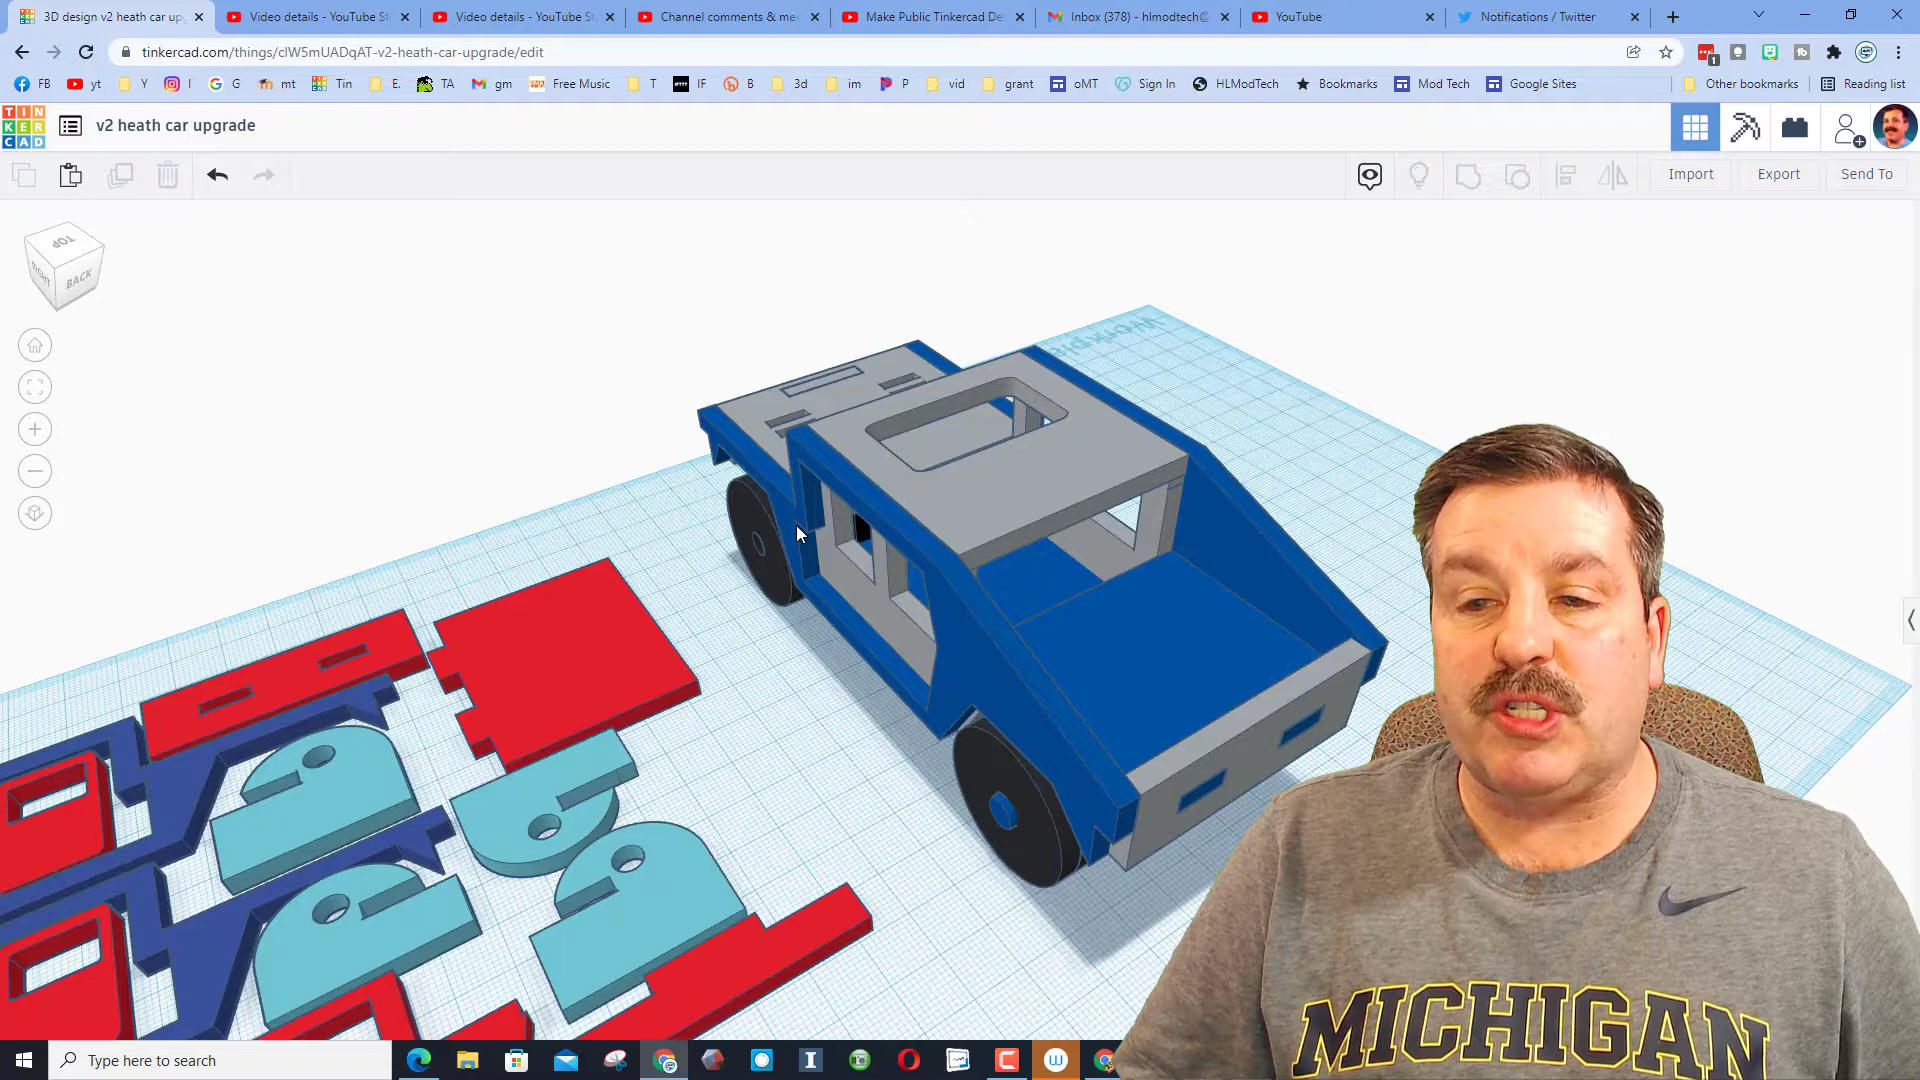 3D design v2 heath car up
Video details - YouTube St
Video details - YouTube St
Channel comments & me
Make Public Tinkercad De
Inbox (378) - hlmodtech@
YouTube
Notifications / Twitter
tinkercad.com/things/clW5mUADqAT-v2-heath-car-upgrade/edit
1
FB
yt
Y
I
G
mt
Tin
E.
TA
gm
Free Music
T
IF
B
3d
im
P
vid
grant
oMT
Sign In
HLModTech
Bookmarks
Mod Tech
Google Sites
Other bookmarks
Reading list
TIN
KER
CAD
v2 heath car upgrade
Import
Export
Send To
TOP
RIGHT
BACK
MICHIGAN
Type here to search